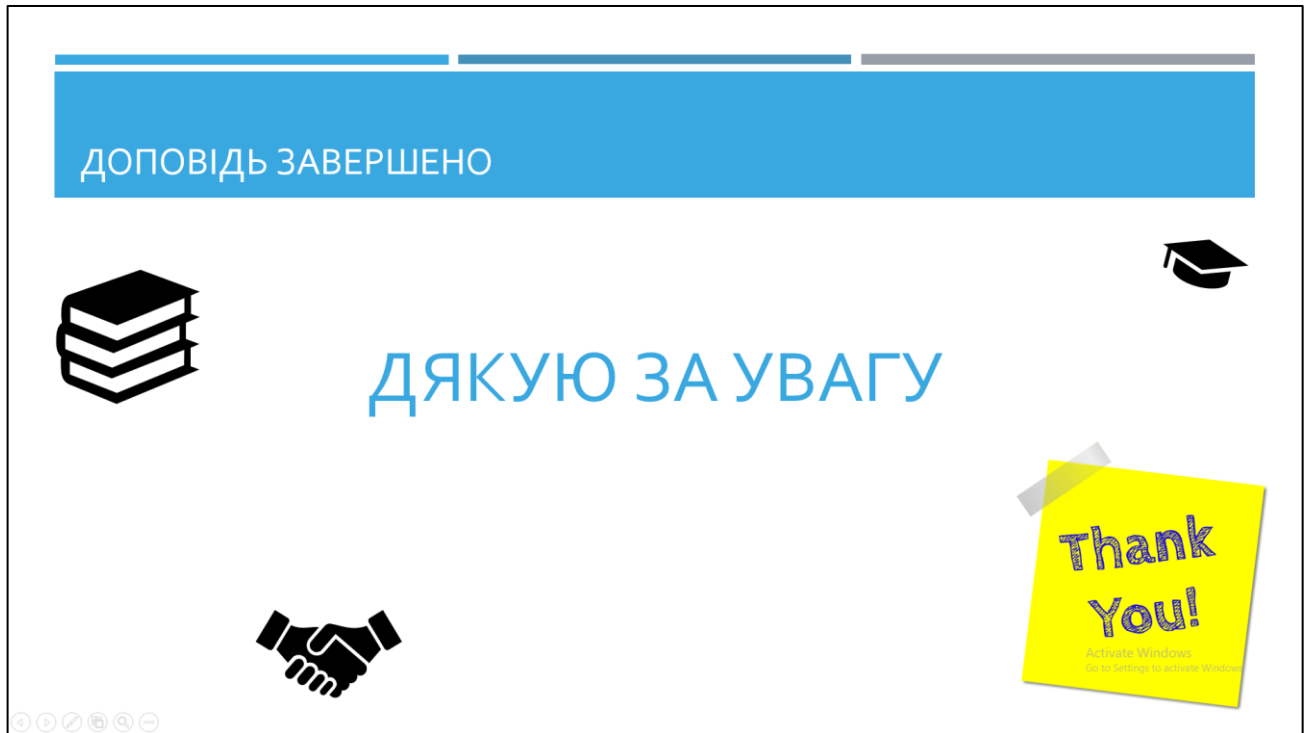 ДОПОВІДЬ ЗАВЕРШЕНО
ДЯКУЮ ЗА УВАГУ
Thank
You!
Activate Windows
Go to Settings to activate Windows